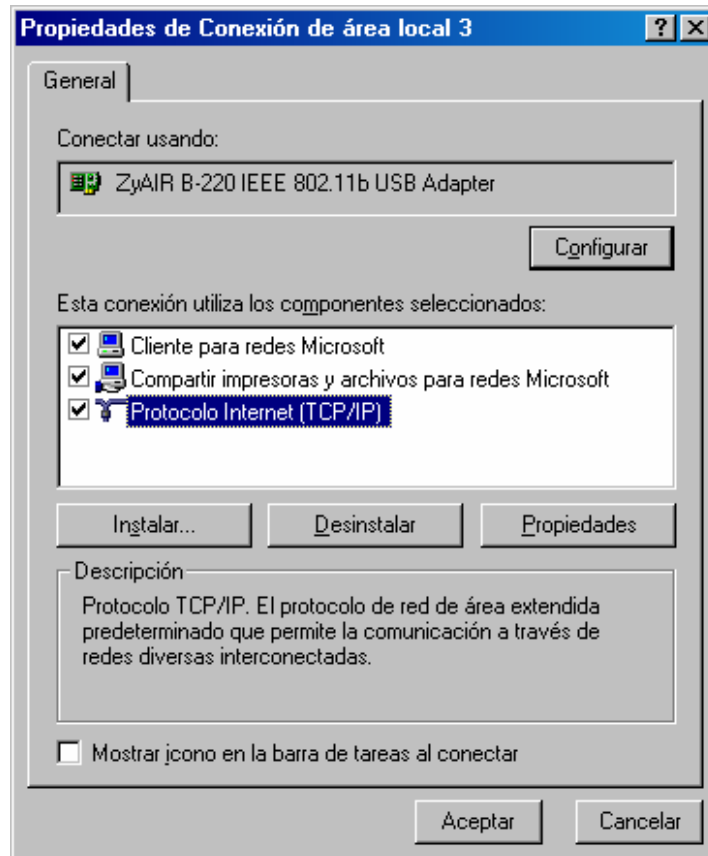 Propiedades de Conexión de área local 3
General
Conectar usando:
ZyAIR B-220 IEEE 802.11b USB Adapter
Configurar
Esta conexión utiliza los componentes seleccionados:
Cliente para redes Microsoft
Compartir impresoras y archivos para redes Microsoft
Protocolo Internet (TCP/IP)
Instalar... Desinstalar Propiedades
Descripción
Protocolo TCP/IP. El protocolo de red de área extendida
predeterminado que permite la comunicación a través de
redes diversas interconectadas.
Mostrar icono en la barra de tareas al conectar
Aceptar Cancelar